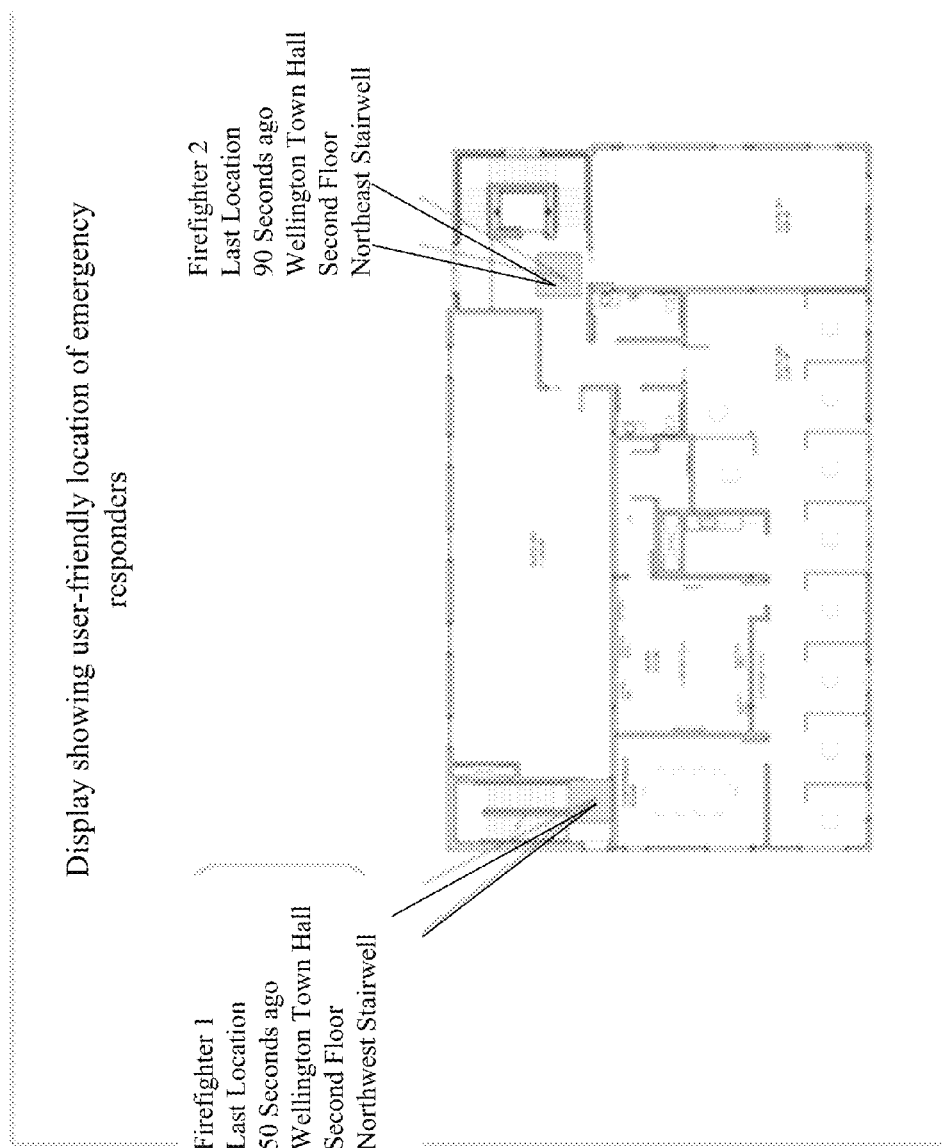 Display showing user-friendly location of emergency
responders
Firefighter 1
Last Location
50 Seconds ago
Wellington Town Hall
Second Floor
Northwest Stairwell
Firefighter 2
Last Location
90 Seconds ago
Wellington Town Hall
Second Floor
Northeast Stairwell